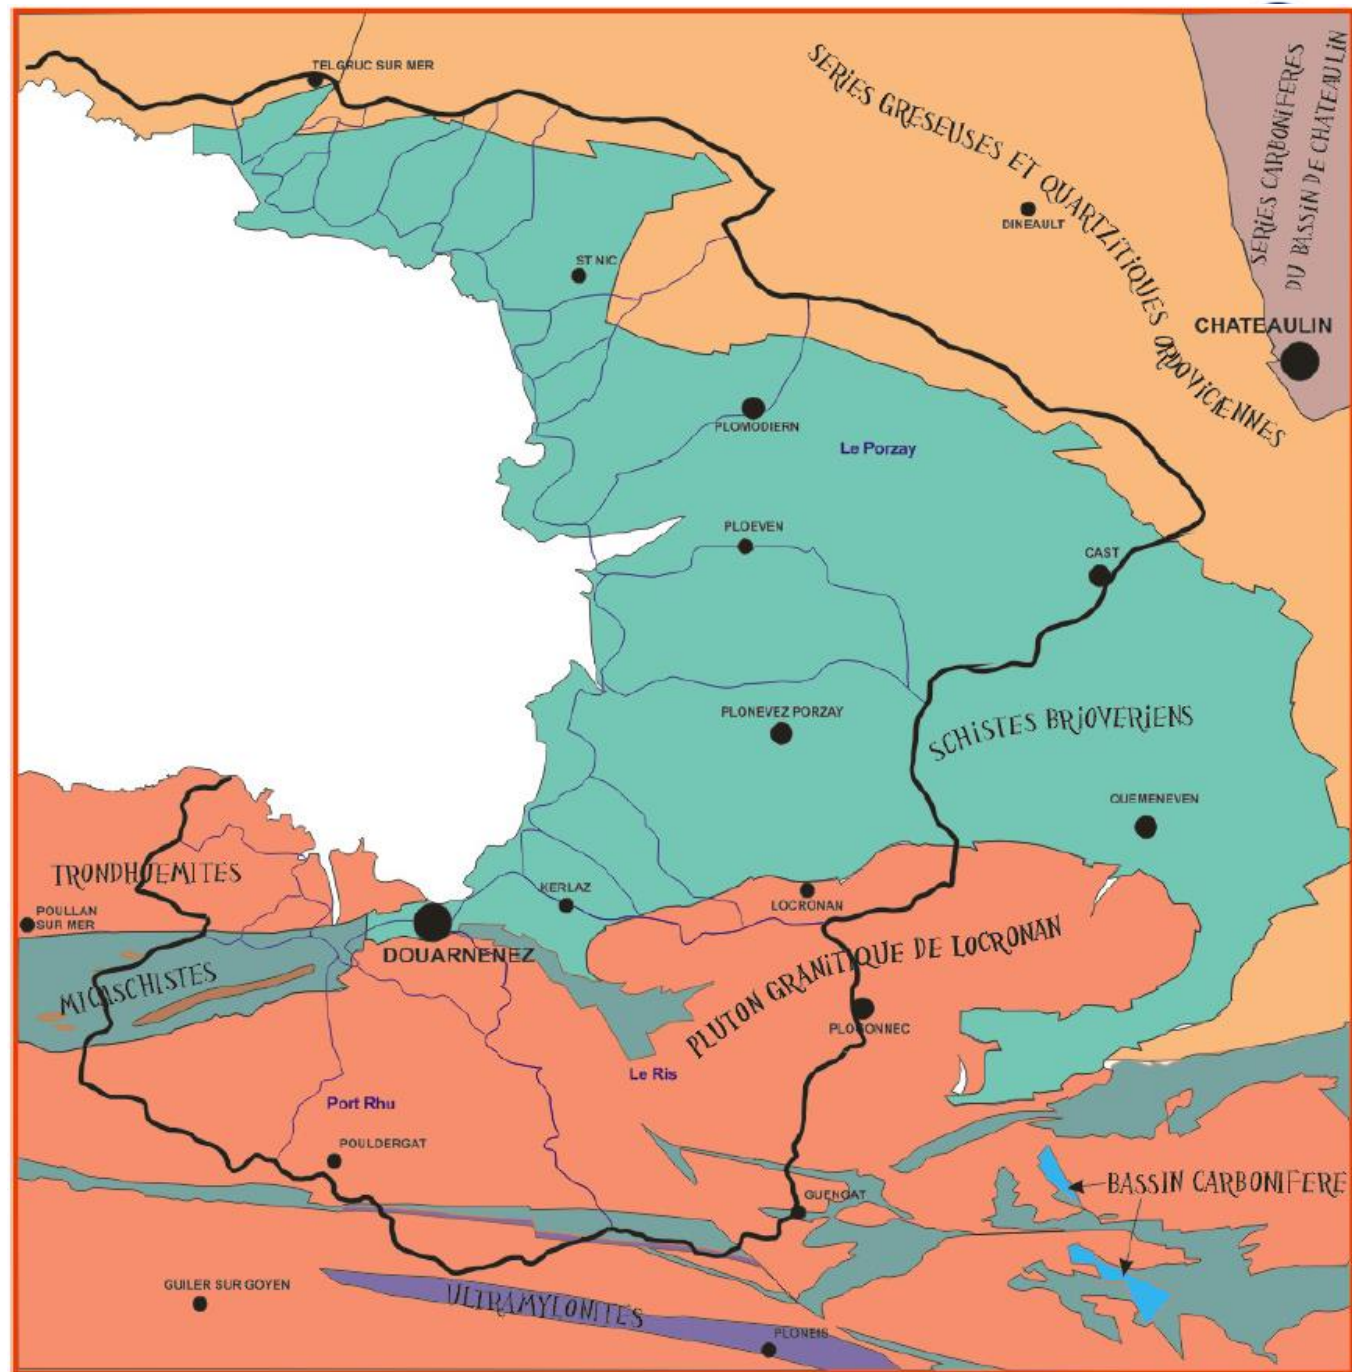 TELGRUC SUR MER
SERIES GRESEUSES ET QUARTZITIQUES ORDOVICIENNES
SERIES CARBONIFERES
DU BASSIN DE CHATEAULIN
DINEAULT
ST NIC
CHATEAULIN
PLOMODIERN
Le Porzay
PLOEVEN
CAST
PLONEVEZ PORZAY
SCHISTES BRIOVERIENS
QUEMENEVEN
TRONDHJEMITES
KERLAZ
LOCRONAN
POULLAN
SUR MER
DOUARNENEZ
PLUTON GRANITIQUE DE LOCRONAN
MICASCHISTES
PLOGONNEC
Le Ris
Port Rhu
POULDERGAT
BASSIN CARBONIFERE
GUENGAT
GUILER SUR GOYEN
ULTRAMYLONITES
PLONEIS